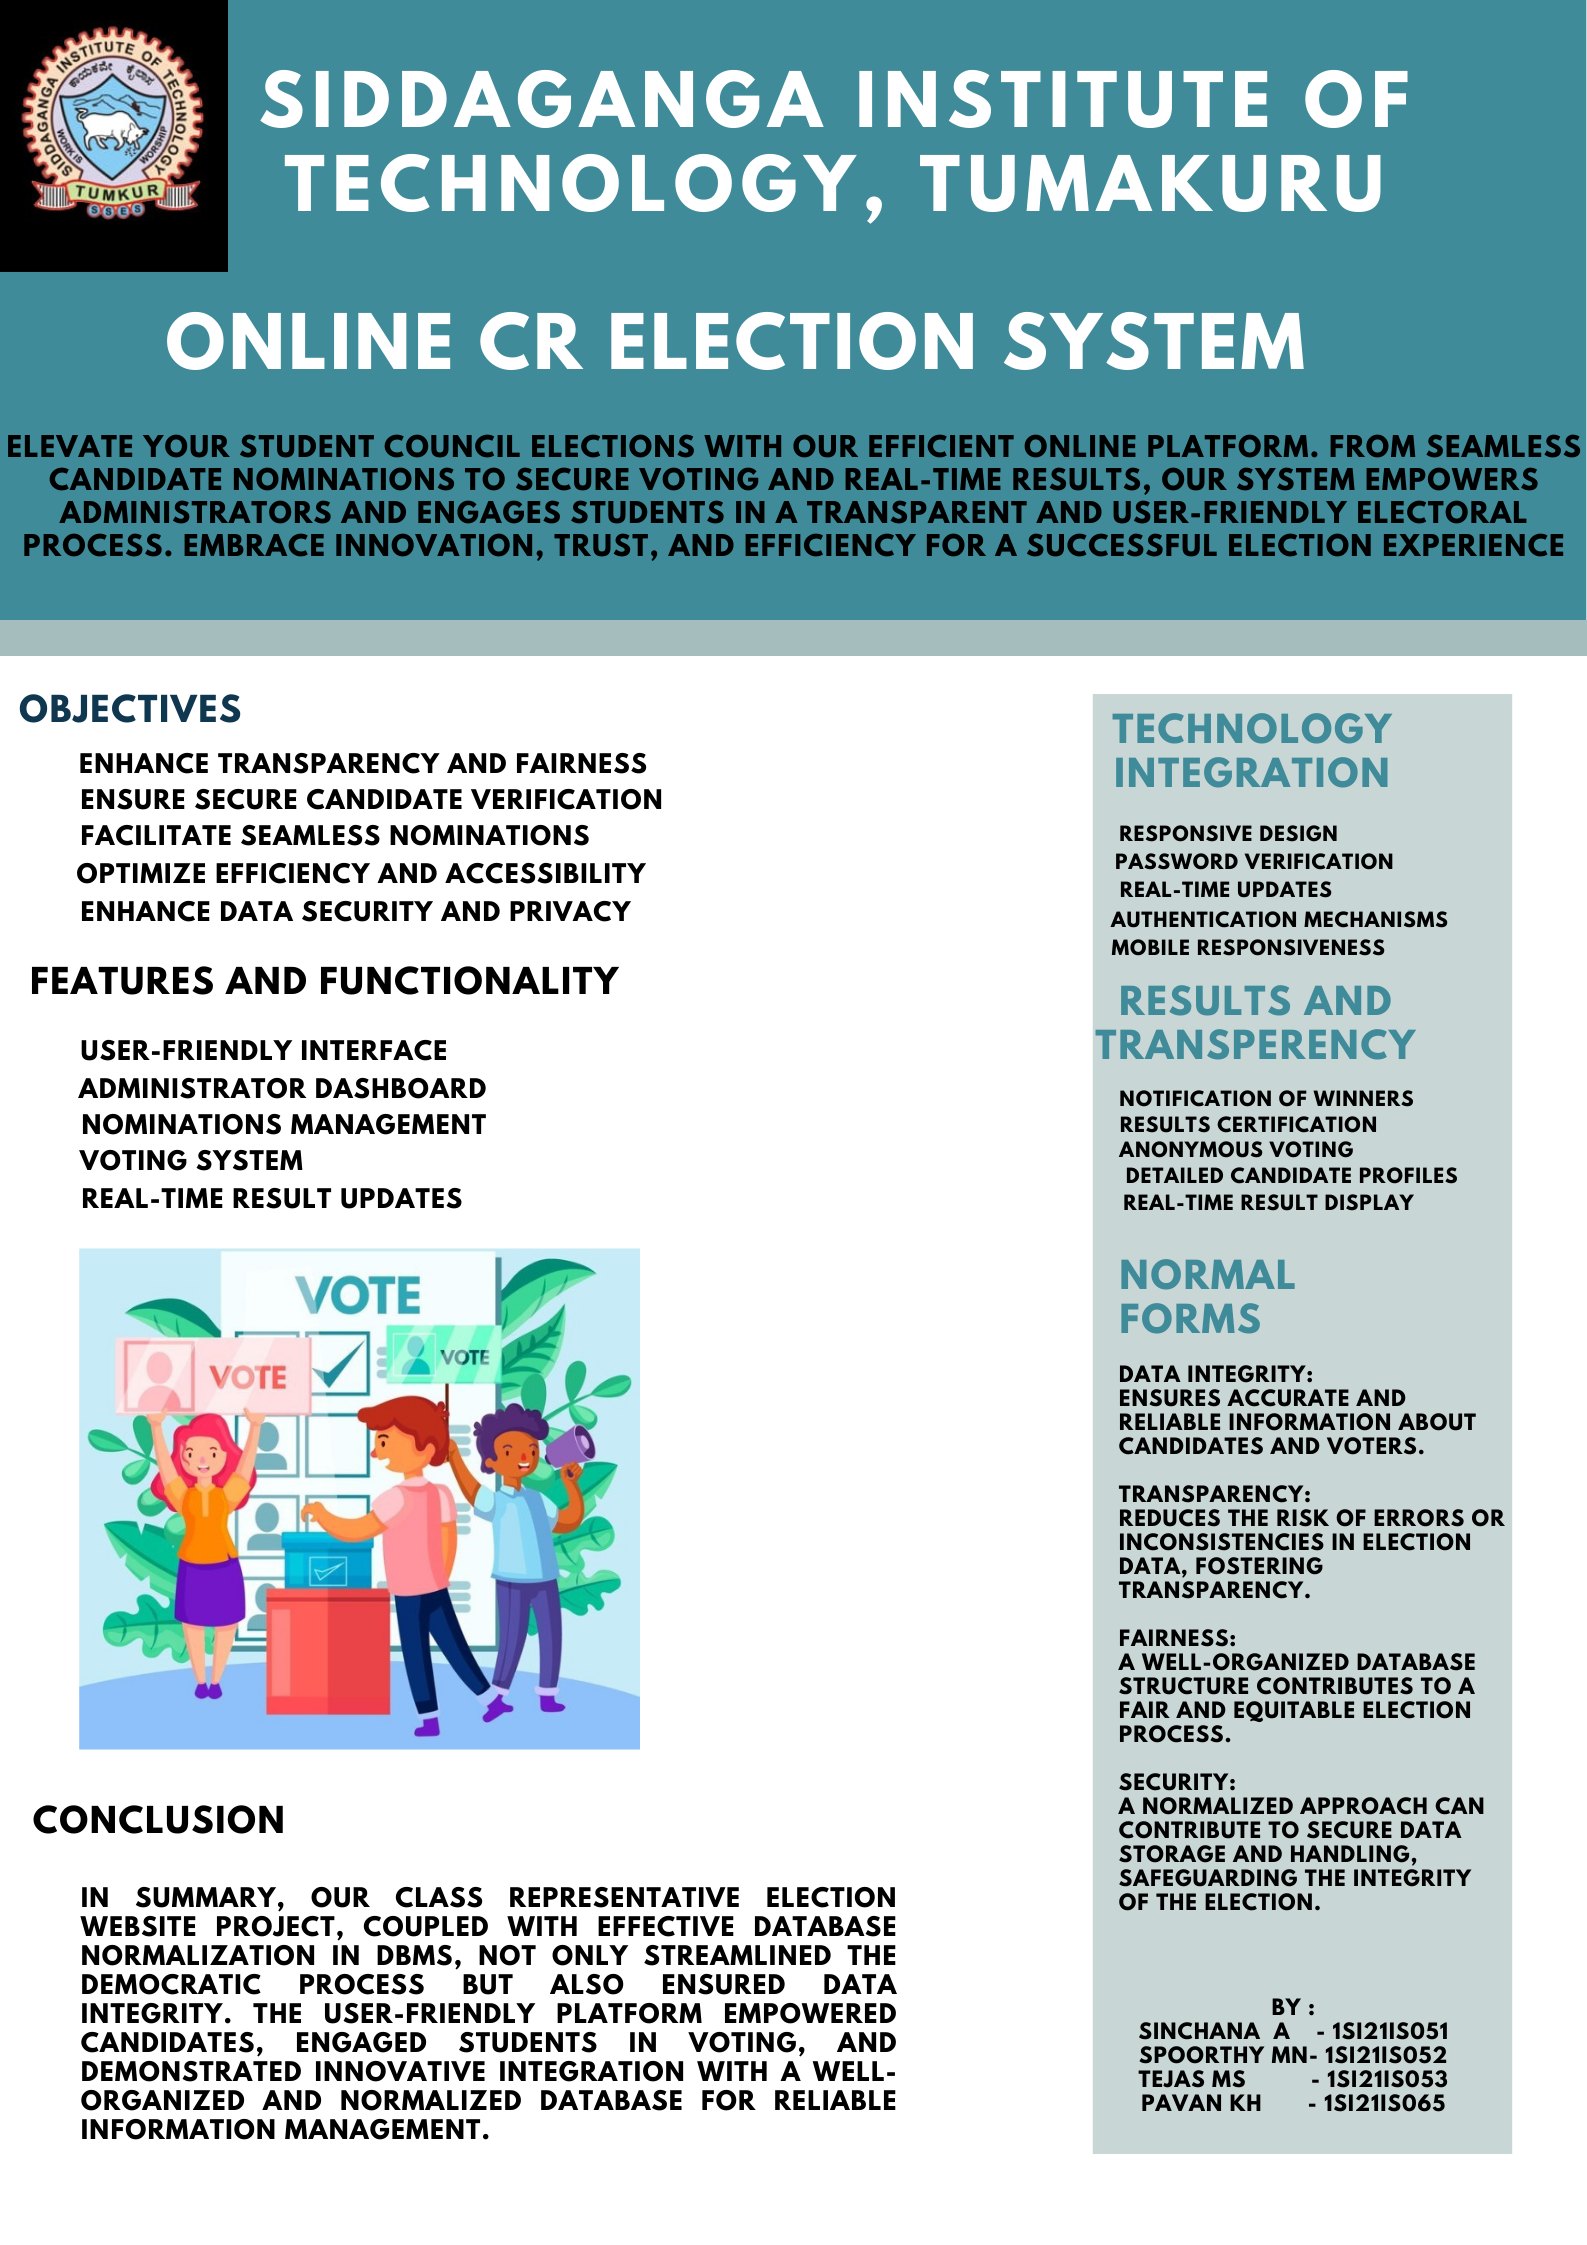 SIDDAGANGA INSTITUTE OF TECHNOLOGY
ಕಾಯಕವೇ ಕೈಲಾಸ
WORK IS WORSHIP
TUMKUR
SSES
SIDDAGANGA INSTITUTE OF
TECHNOLOGY, TUMAKURU
ONLINE CR ELECTION SYSTEM
ELEVATE YOUR STUDENT COUNCIL ELECTIONS WITH OUR EFFICIENT ONLINE PLATFORM. FROM SEAMLESS
CANDIDATE NOMINATIONS TO SECURE VOTING AND REAL-TIME RESULTS, OUR SYSTEM EMPOWERS
ADMINISTRATORS AND ENGAGES STUDENTS IN A TRANSPARENT AND USER-FRIENDLY ELECTORAL
PROCESS. EMBRACE INNOVATION, TRUST, AND EFFICIENCY FOR A SUCCESSFUL ELECTION EXPERIENCE
OBJECTIVES
ENHANCE TRANSPARENCY AND FAIRNESS
ENSURE SECURE CANDIDATE VERIFICATION
FACILITATE SEAMLESS NOMINATIONS
OPTIMIZE EFFICIENCY AND ACCESSIBILITY
ENHANCE DATA SECURITY AND PRIVACY
FEATURES AND FUNCTIONALITY
USER-FRIENDLY INTERFACE
ADMINISTRATOR DASHBOARD
NOMINATIONS MANAGEMENT
VOTING SYSTEM
REAL-TIME RESULT UPDATES
VOTE
VOTE
VOTE
CONCLUSION
IN SUMMARY, OUR CLASS REPRESENTATIVE ELECTION
WEBSITE PROJECT, COUPLED WITH EFFECTIVE DATABASE
NORMALIZATION IN DBMS, NOT ONLY STREAMLINED THE
DEMOCRATIC PROCESS BUT ALSO ENSURED DATA
INTEGRITY. THE USER-FRIENDLY PLATFORM EMPOWERED
CANDIDATES, ENGAGED STUDENTS IN VOTING, AND
DEMONSTRATED INNOVATIVE INTEGRATION WITH A WELL-
ORGANIZED AND NORMALIZED DATABASE FOR RELIABLE
INFORMATION MANAGEMENT.
TECHNOLOGY
INTEGRATION
RESPONSIVE DESIGN
PASSWORD VERIFICATION
REAL-TIME UPDATES
AUTHENTICATION MECHANISMS
MOBILE RESPONSIVENESS
RESULTS AND
TRANSPERENCY
NOTIFICATION OF WINNERS
RESULTS CERTIFICATION
ANONYMOUS VOTING
DETAILED CANDIDATE PROFILES
REAL-TIME RESULT DISPLAY
NORMAL
FORMS
DATA INTEGRITY:
ENSURES ACCURATE AND
RELIABLE INFORMATION ABOUT
CANDIDATES AND VOTERS.
TRANSPARENCY:
REDUCES THE RISK OF ERRORS OR
INCONSISTENCIES IN ELECTION
DATA, FOSTERING
TRANSPARENCY.
FAIRNESS:
A WELL-ORGANIZED DATABASE
STRUCTURE CONTRIBUTES TO A
FAIR AND EQUITABLE ELECTION
PROCESS.
SECURITY:
A NORMALIZED APPROACH CAN
CONTRIBUTE TO SECURE DATA
STORAGE AND HANDLING,
SAFEGUARDING THE INTEGRITY
OF THE ELECTION.
BY :
SINCHANA A - 1SI21IS051
SPOORTHY MN- 1SI21IS052
TEJAS MS - 1SI21IS053
PAVAN KH - 1SI21IS065